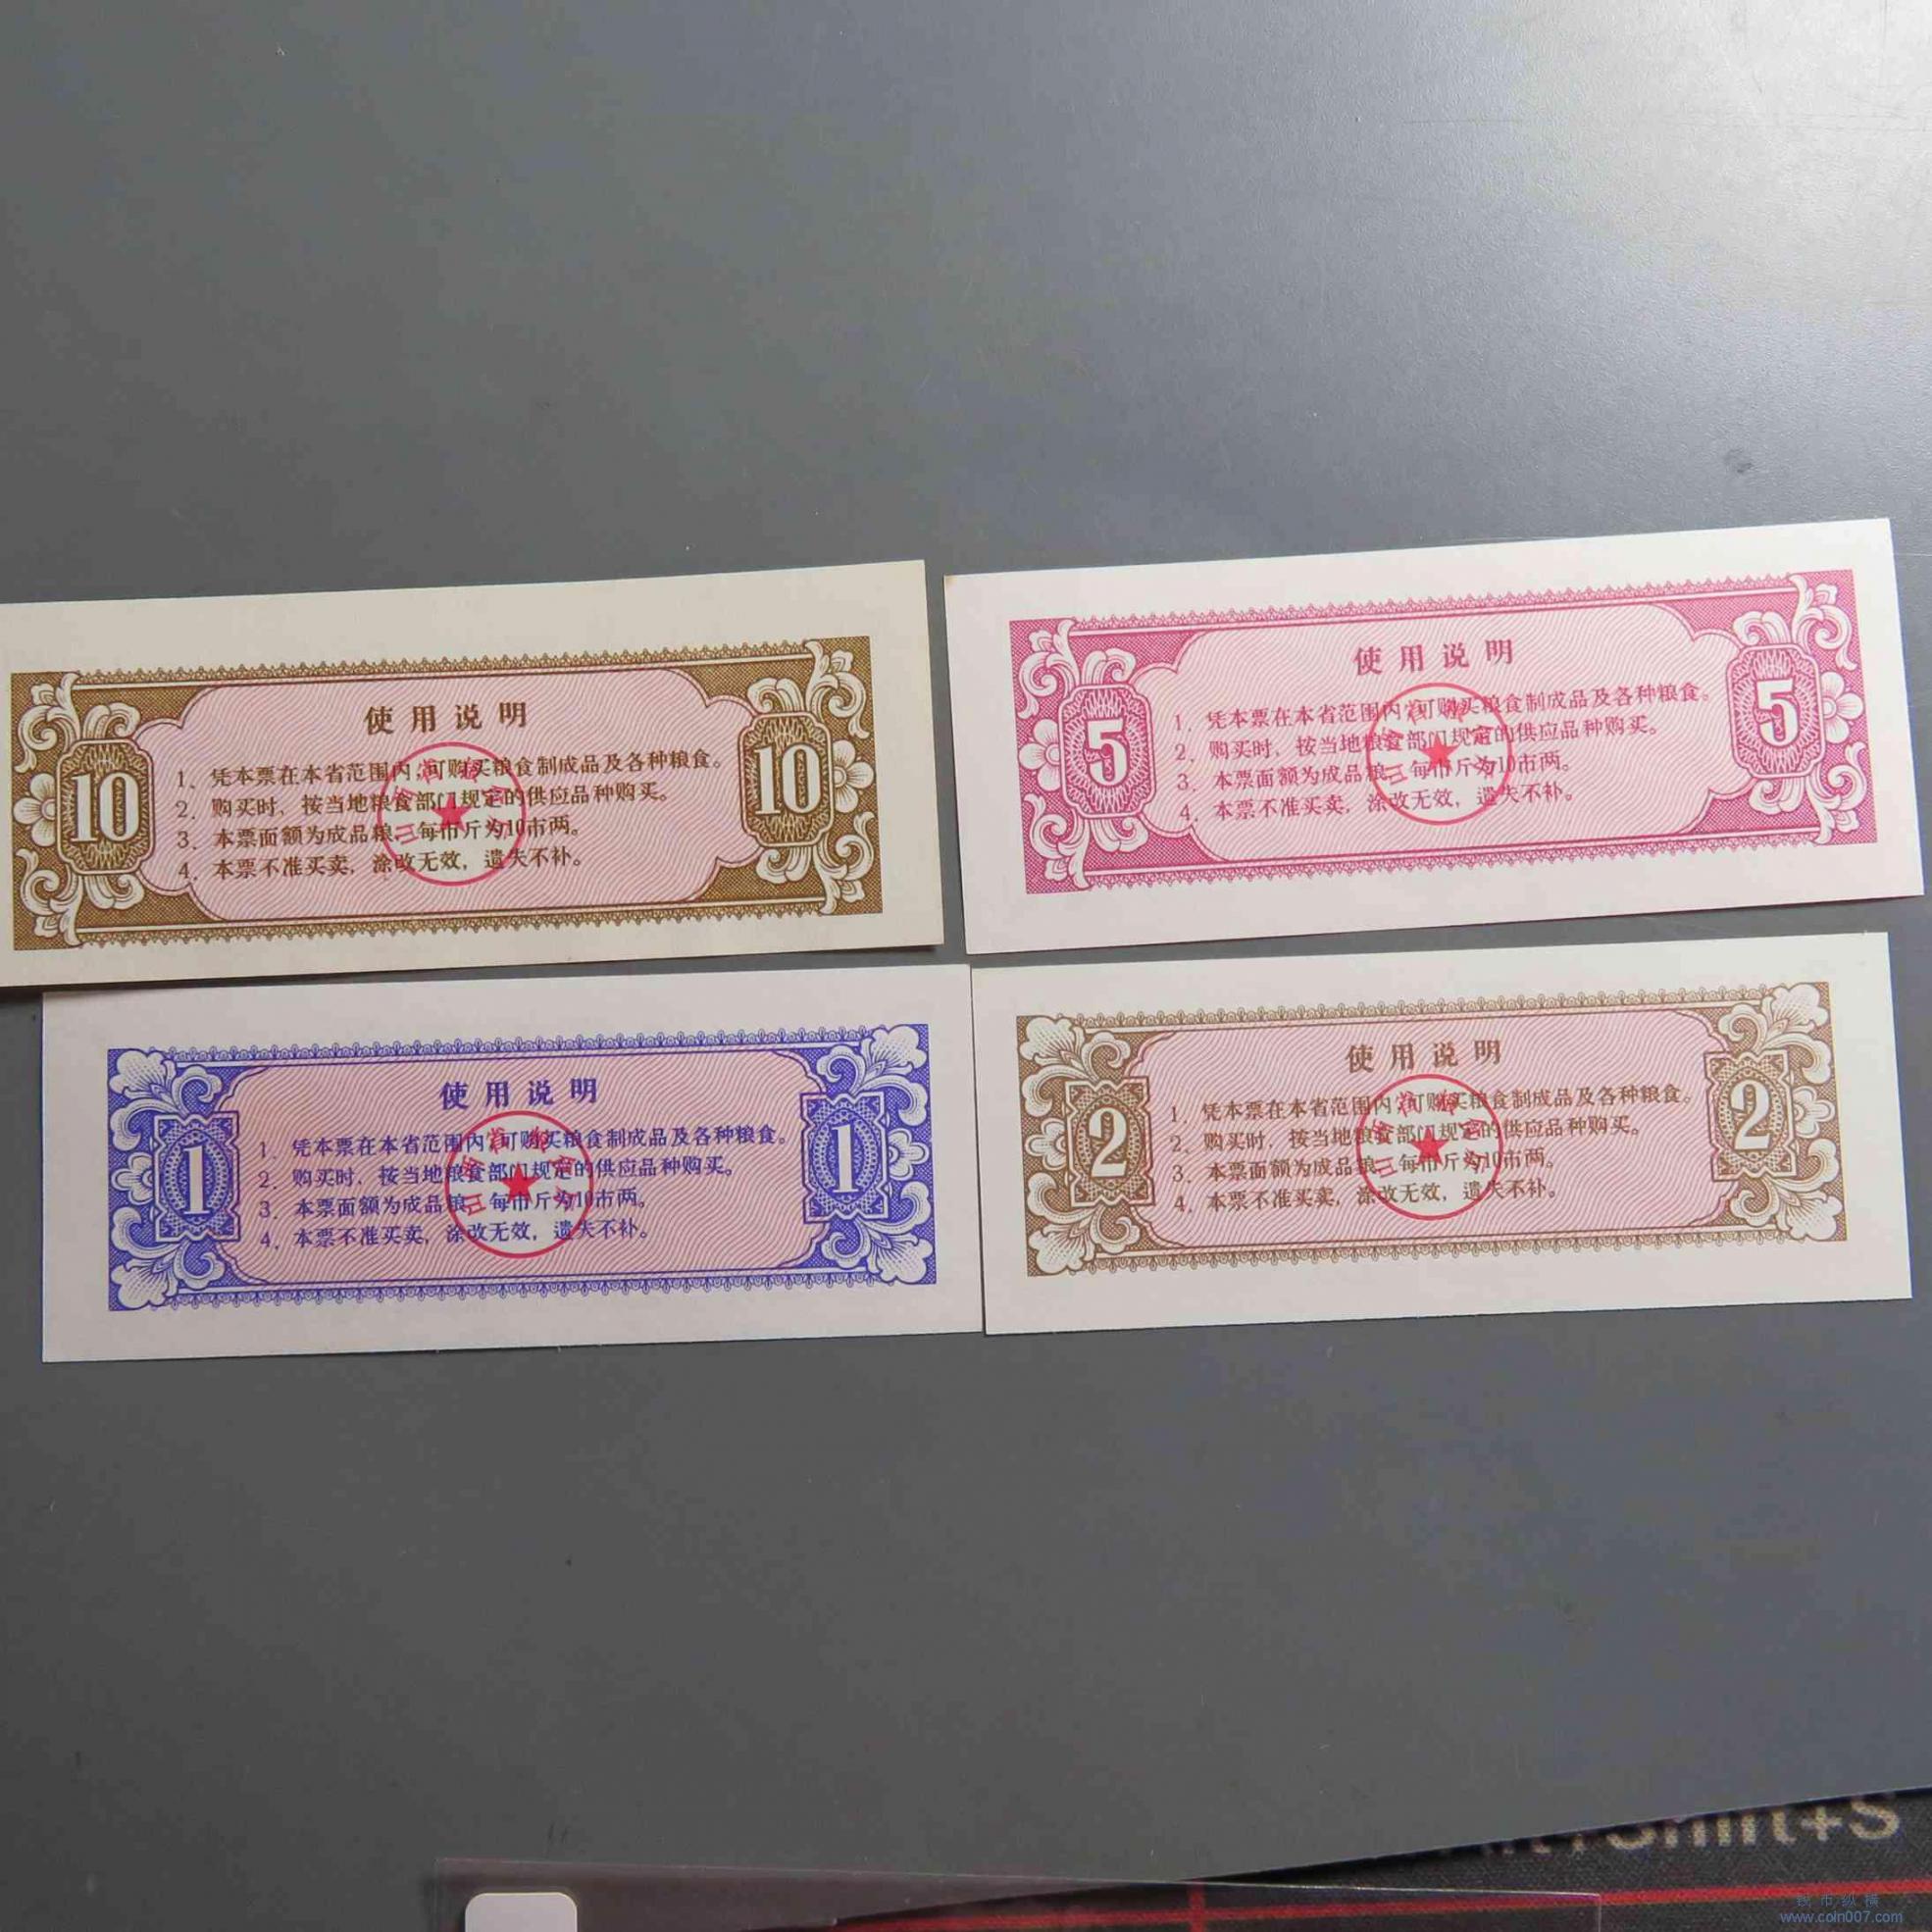 使用说明
1. 凭本票在本省范围内,可购买粮食制成品及各种粮食。
2. 购买时,按当地粮食部门规定的供应品种购买。
3. 本票面额为成品粮,每市斤为10市两。
4. 本票不准买卖,涂改无效,遗失不补。
10
10
使用说明
1. 凭本票在本省范围内,可购买粮食制成品及各种粮食。
2. 购买时,按当地粮食部门规定的供应品种购买。
3. 本票面额为成品粮,每市斤为10市两。
4. 本票不准买卖,涂改无效,遗失不补。
5
5
使用说明
1. 凭本票在本省范围内,可购买粮食制成品及各种粮食。
2. 购买时,按当地粮食部门规定的供应品种购买。
3. 本票面额为成品粮,每市斤为10市两。
4. 本票不准买卖,涂改无效,遗失不补。
1
1
使用说明
1. 凭本票在本省范围内,可购买粮食制成品及各种粮食。
2. 购买时,按当地粮食部门规定的供应品种购买。
3. 本票面额为成品粮,每市斤为10市两。
4. 本票不准买卖,涂改无效,遗失不补。
2
2
Shift+S
www.coin007.com